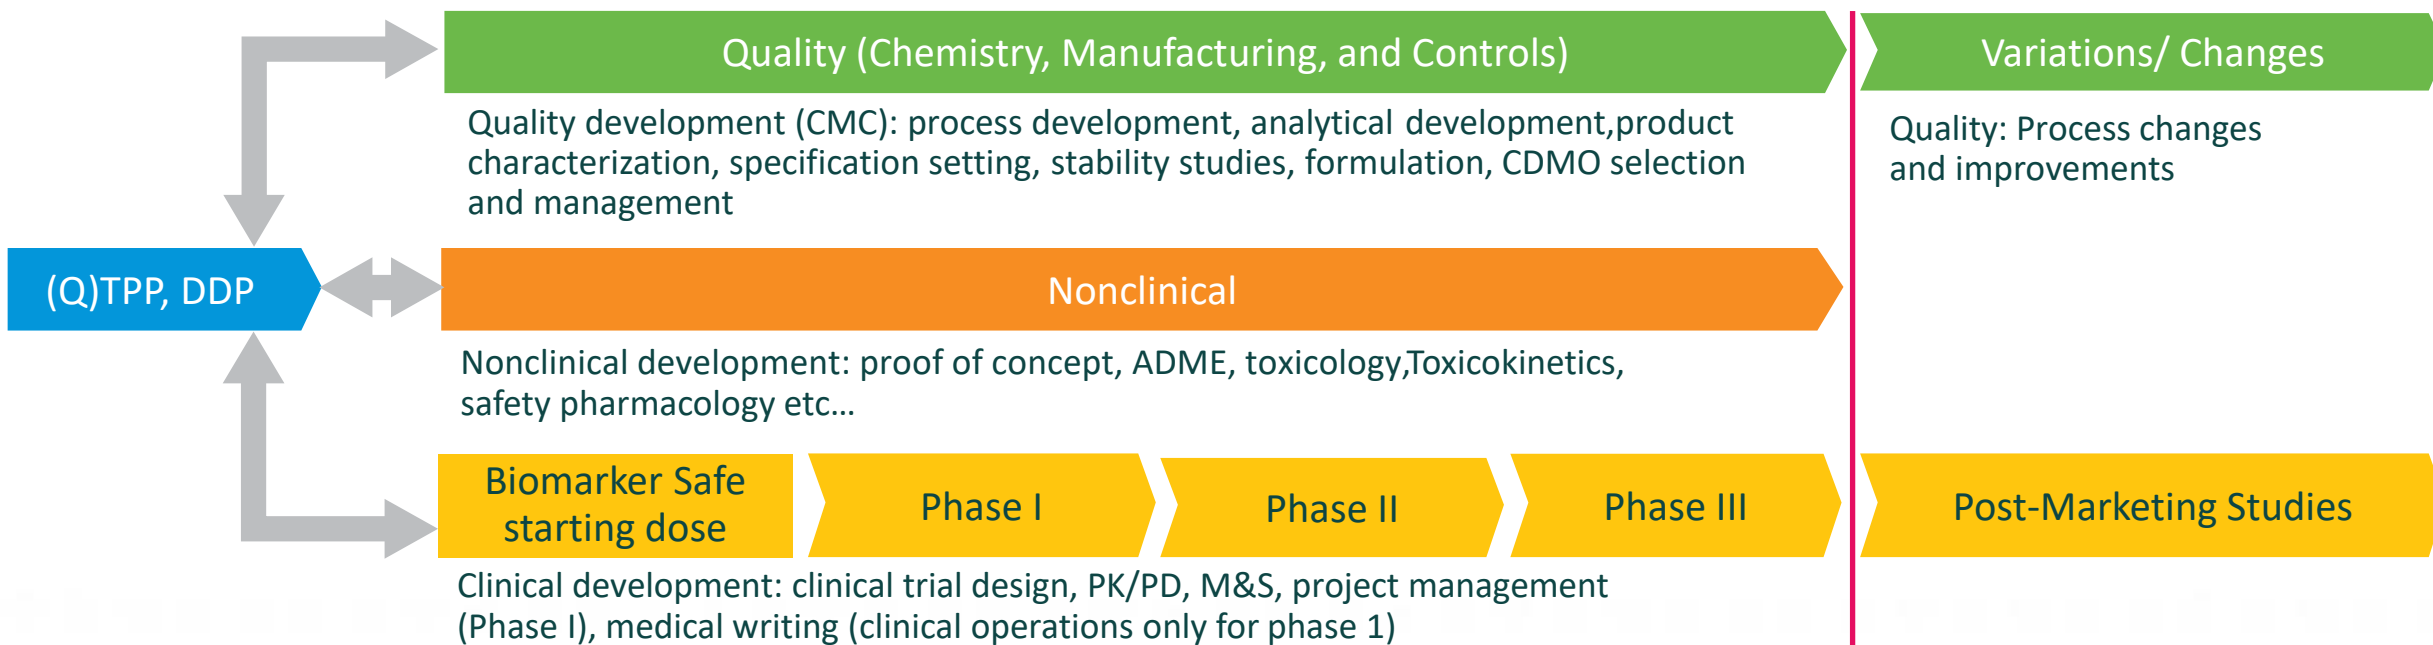 Quality (Chemistry, Manufacturing, and Controls)
Variations/ Changes
Quality development (CMC): process development, analytical development,product
characterization, specification setting, stability studies, formulation, CDMO selection
and management
Quality: Process changes
and improvements
(Q)TPP, DDP
Nonclinical
Nonclinical development: proof of concept, ADME, toxicology,Toxicokinetics,
safety pharmacology etc...
Biomarker Safe
starting dose
Phase I
Phase II
Phase III
Post-Marketing Studies
Clinical development: clinical trial design, PK/PD, M&S, project management
(Phase I), medical writing (clinical operations only for phase 1)